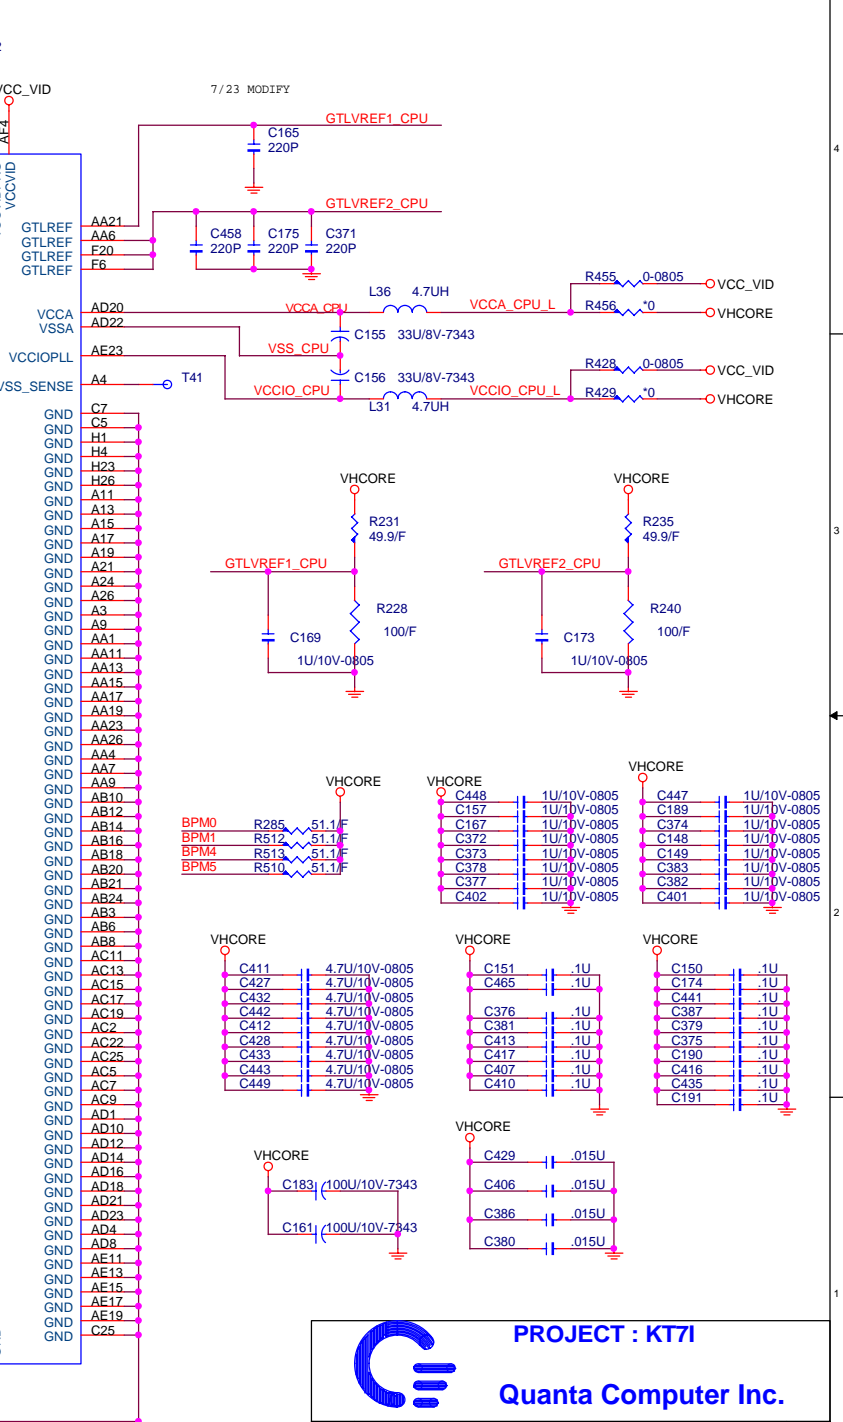 VCC_VID
7/23 MODIFY
AF4
VCCVID
GTLVREF1_CPU
C165
220P
4
GTLVREF2_CPU
GTLREF AA21
GTLREF AA6
GTLREF F20
GTLREF F6
C458 C175 C371
220P 220P 220P
R455 0-0805 VCC_VID
L36 4.7UH
VCCA AD20 VCCA_CPU VCCA_CPU_L R456 *0 VHCORE
VSSA AD22
C155 33U/8V-7343
VSS_CPU
VCCIOPLL AE23
R428 0-0805 VCC_VID
C156 33U/8V-7343
VSS_SENSE A4 T41
VCCIO_CPU VCCIO_CPU_L R429 *0 VHCORE
L31 4.7UH
GND C7
GND C5
GND H1
GND H4
GND H23
GND H26
GND A11
GND A13
GND A15
GND A17
GND A19
GND A21
GND A24
GND A26
GND A3
GND A9
GND AA1
GND AA11
GND AA13
GND AA15
GND AA17
GND AA19
GND AA23
GND AA26
GND AA4
GND AA7
GND AA9
GND AB10
GND AB12
GND AB14
GND AB16
GND AB18
GND AB20
GND AB21
GND AB24
GND AB3
GND AB6
GND AB8
GND AC11
GND AC13
GND AC15
GND AC17
GND AC19
GND AC2
GND AC22
GND AC25
GND AC5
GND AC7
GND AC9
GND AD1
GND AD10
GND AD12
GND AD14
GND AD16
GND AD18
GND AD21
GND AD23
GND AD4
GND AD8
GND AE11
GND AE13
GND AE15
GND AE17
GND AE19
GND C25
VHCORE
R231
49.9/F
GTLVREF1_CPU
R228
100/F
C169
1U/10V-0805
VHCORE
R235
49.9/F
GTLVREF2_CPU
R240
100/F
C173
1U/10V-0805
3
VHCORE
BPM0 R285 51.1/F
BPM1 R512 51.1/F
BPM4 R513 51.1/F
BPM5 R510 51.1/F
VHCORE
C448 1U/10V-0805
C157 1U/10V-0805
C167 1U/10V-0805
C372 1U/10V-0805
C373 1U/10V-0805
C378 1U/10V-0805
C377 1U/10V-0805
C402 1U/10V-0805
VHCORE
C447 1U/10V-0805
C189 1U/10V-0805
C374 1U/10V-0805
C148 1U/10V-0805
C149 1U/10V-0805
C383 1U/10V-0805
C382 1U/10V-0805
C401 1U/10V-0805
2
VHCORE
C411 4.7U/10V-0805
C427 4.7U/10V-0805
C432 4.7U/10V-0805
C442 4.7U/10V-0805
C412 4.7U/10V-0805
C428 4.7U/10V-0805
C433 4.7U/10V-0805
C443 4.7U/10V-0805
C449 4.7U/10V-0805
VHCORE
C151 .1U
C465 .1U
C376 .1U
C381 .1U
C413 .1U
C417 .1U
C407 .1U
C410 .1U
VHCORE
C150 .1U
C174 .1U
C441 .1U
C387 .1U
C379 .1U
C375 .1U
C190 .1U
C416 .1U
C435 .1U
C191 .1U
VHCORE
C183 100U/10V-7343
C161 100U/10V-7343
VHCORE
C429 .015U
C406 .015U
C386 .015U
C380 .015U
1
PROJECT : KT7I
Quanta Computer Inc.